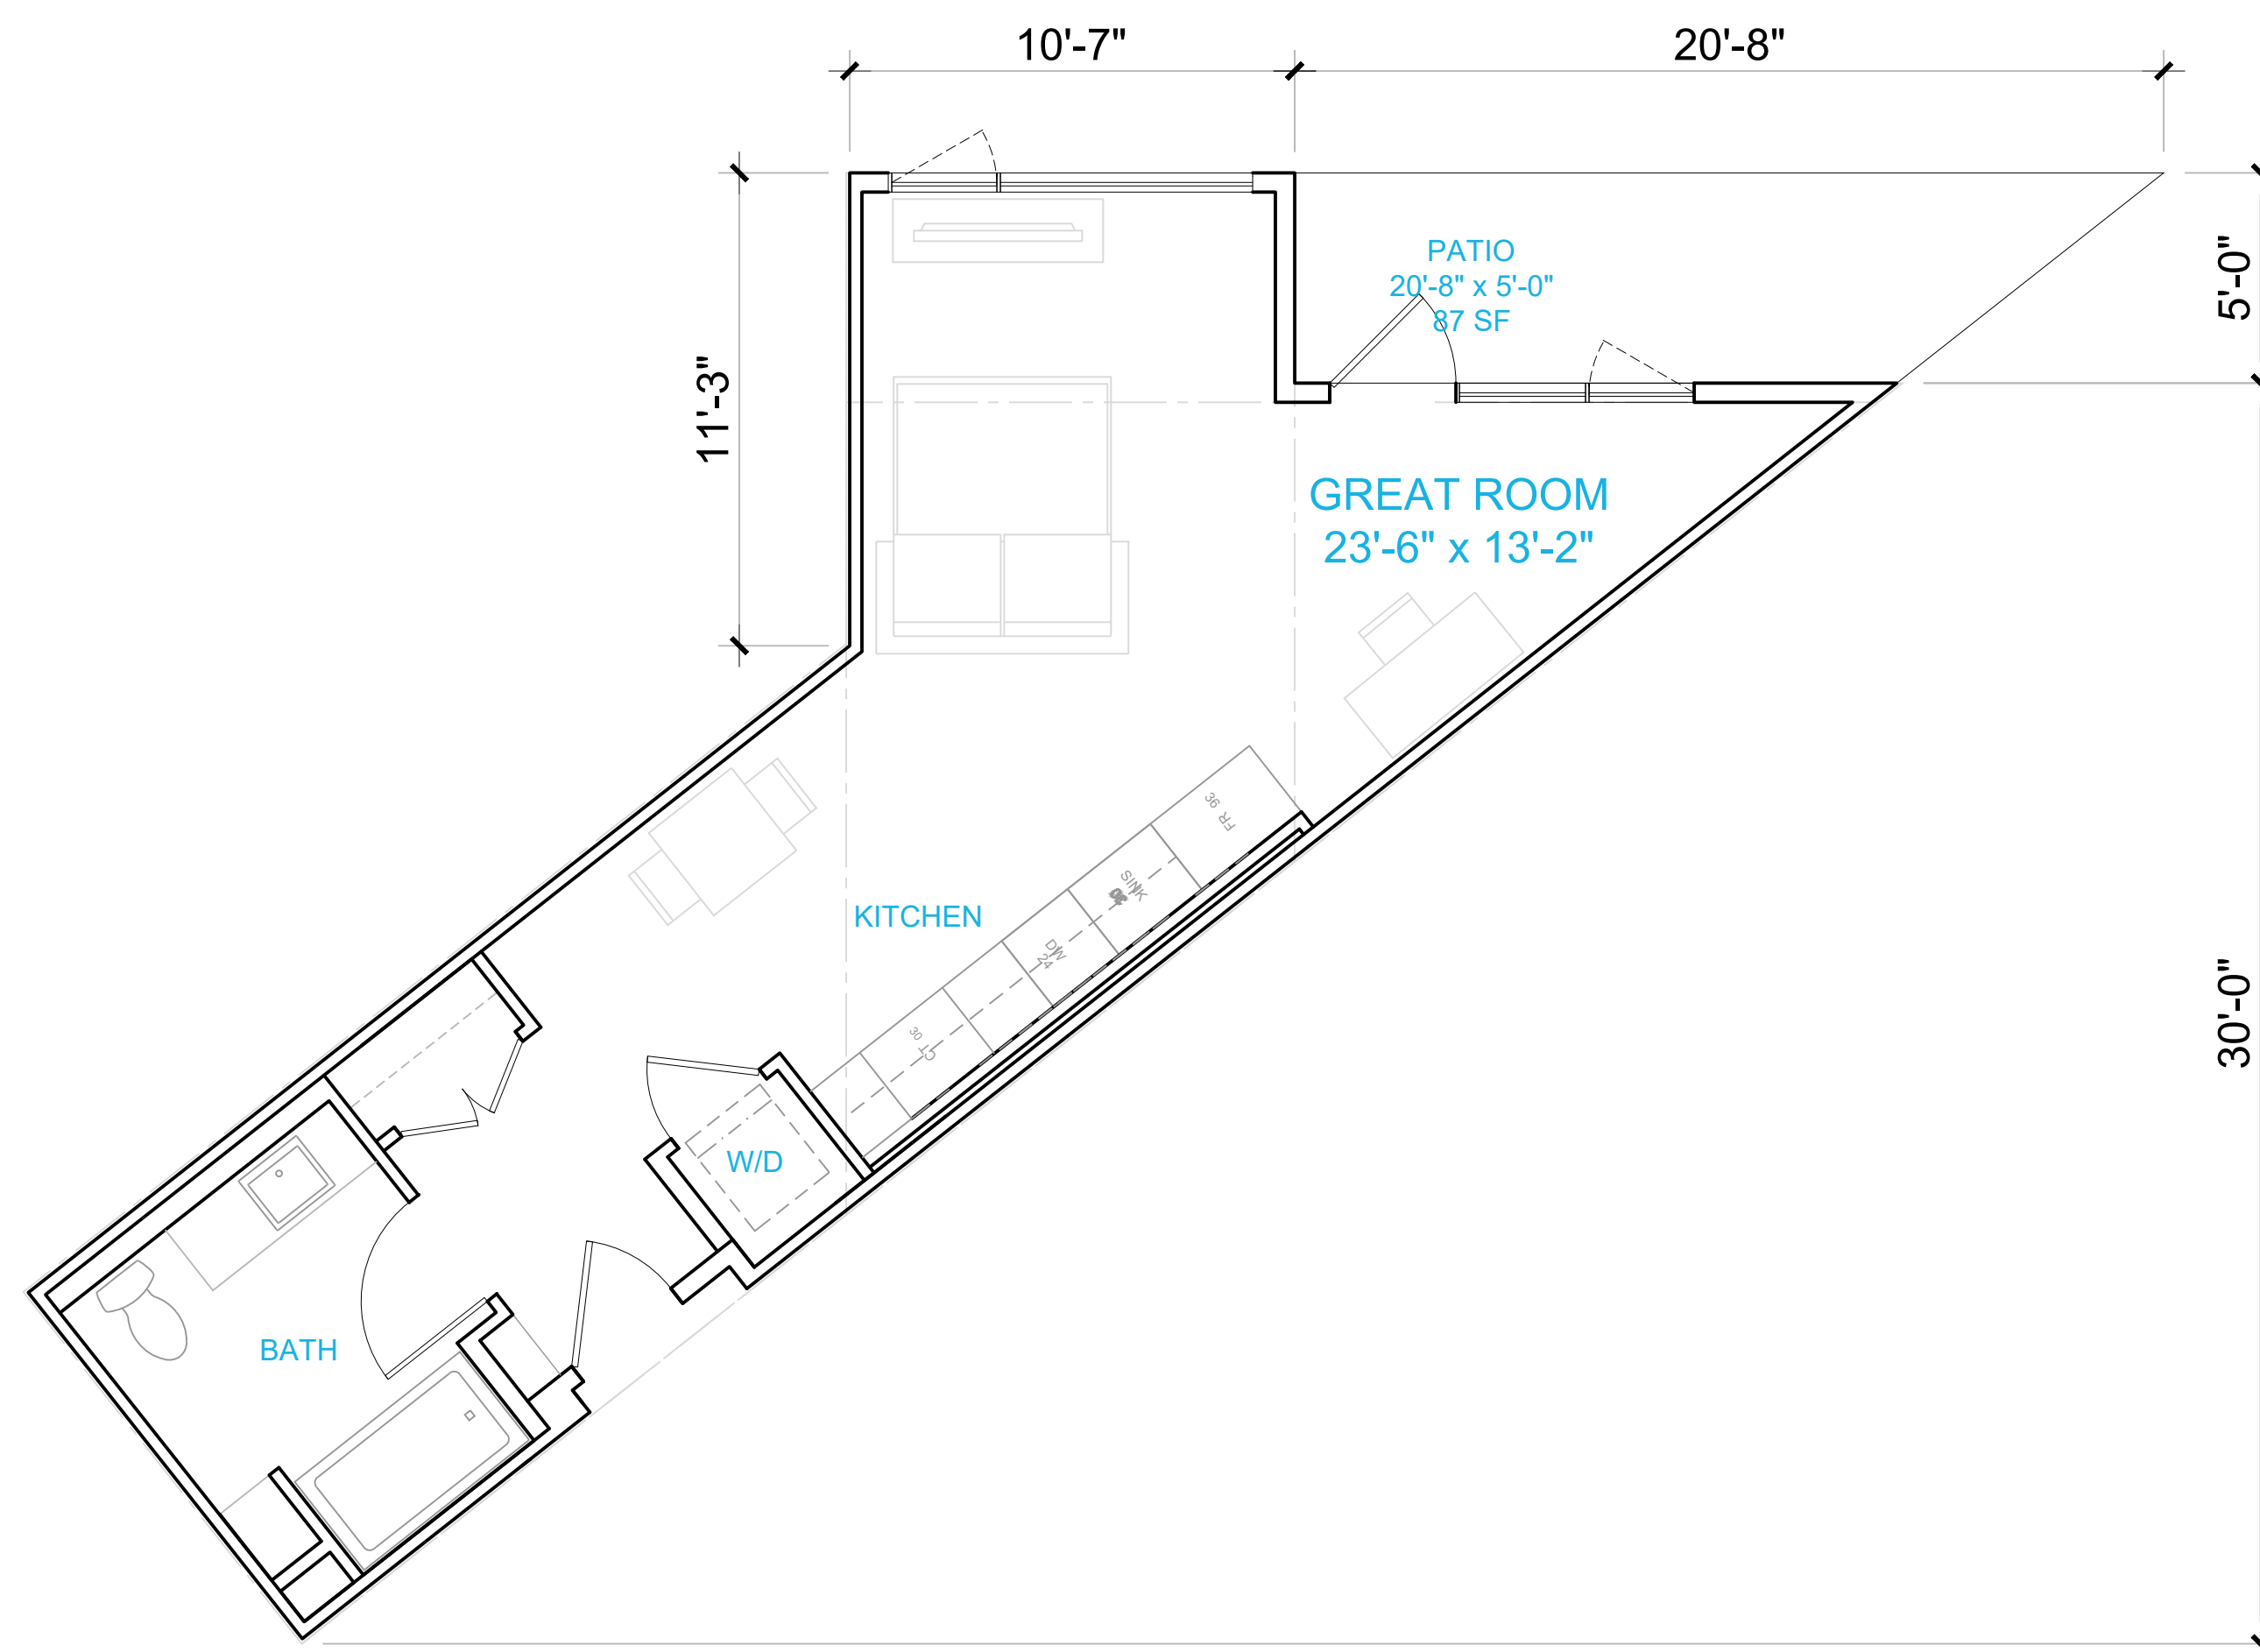 10'-7"
20'-8"
PATIO
20'-8" x 5'-0"
87 SF
5'-0"
11'-3"
GREAT ROOM
23'-6" x 13'-2"
36 FR
SINK
KITCHEN
DW
24
30
CT
30'-0"
W/D
BATH